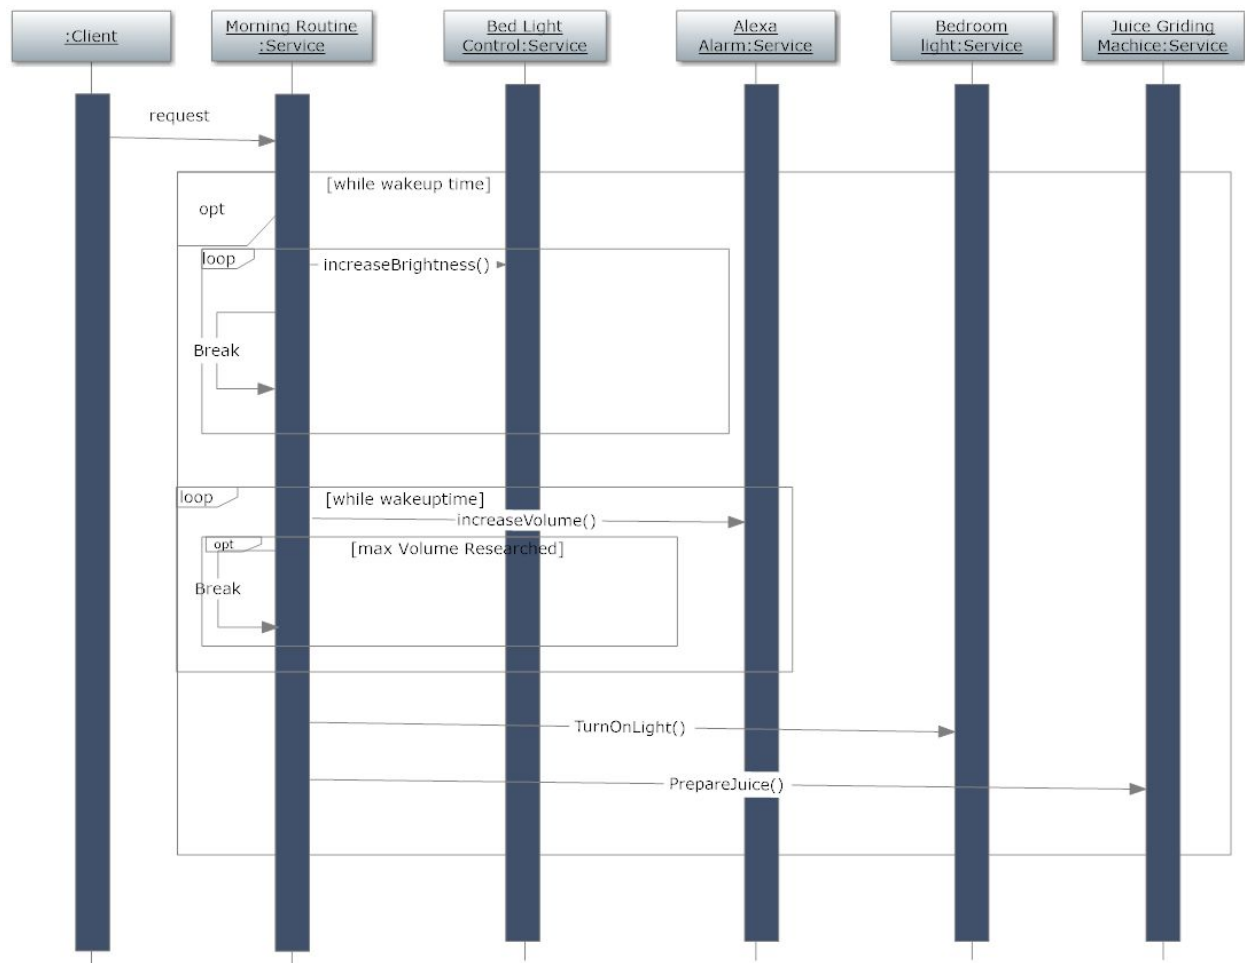 :Client
Morning Routine
:Service
Bed Light
Control:Service
Alexa
Alarm:Service
Bedroom
light:Service
Juice Griding
Machice:Service
request
[while wakeup time]
opt
loop
increaseBrightness()
Break
loop
[while wakeuptime]
increaseVolume()
opt
[max Volume Researched]
Break
TurnOnLight()
PrepareJuice()